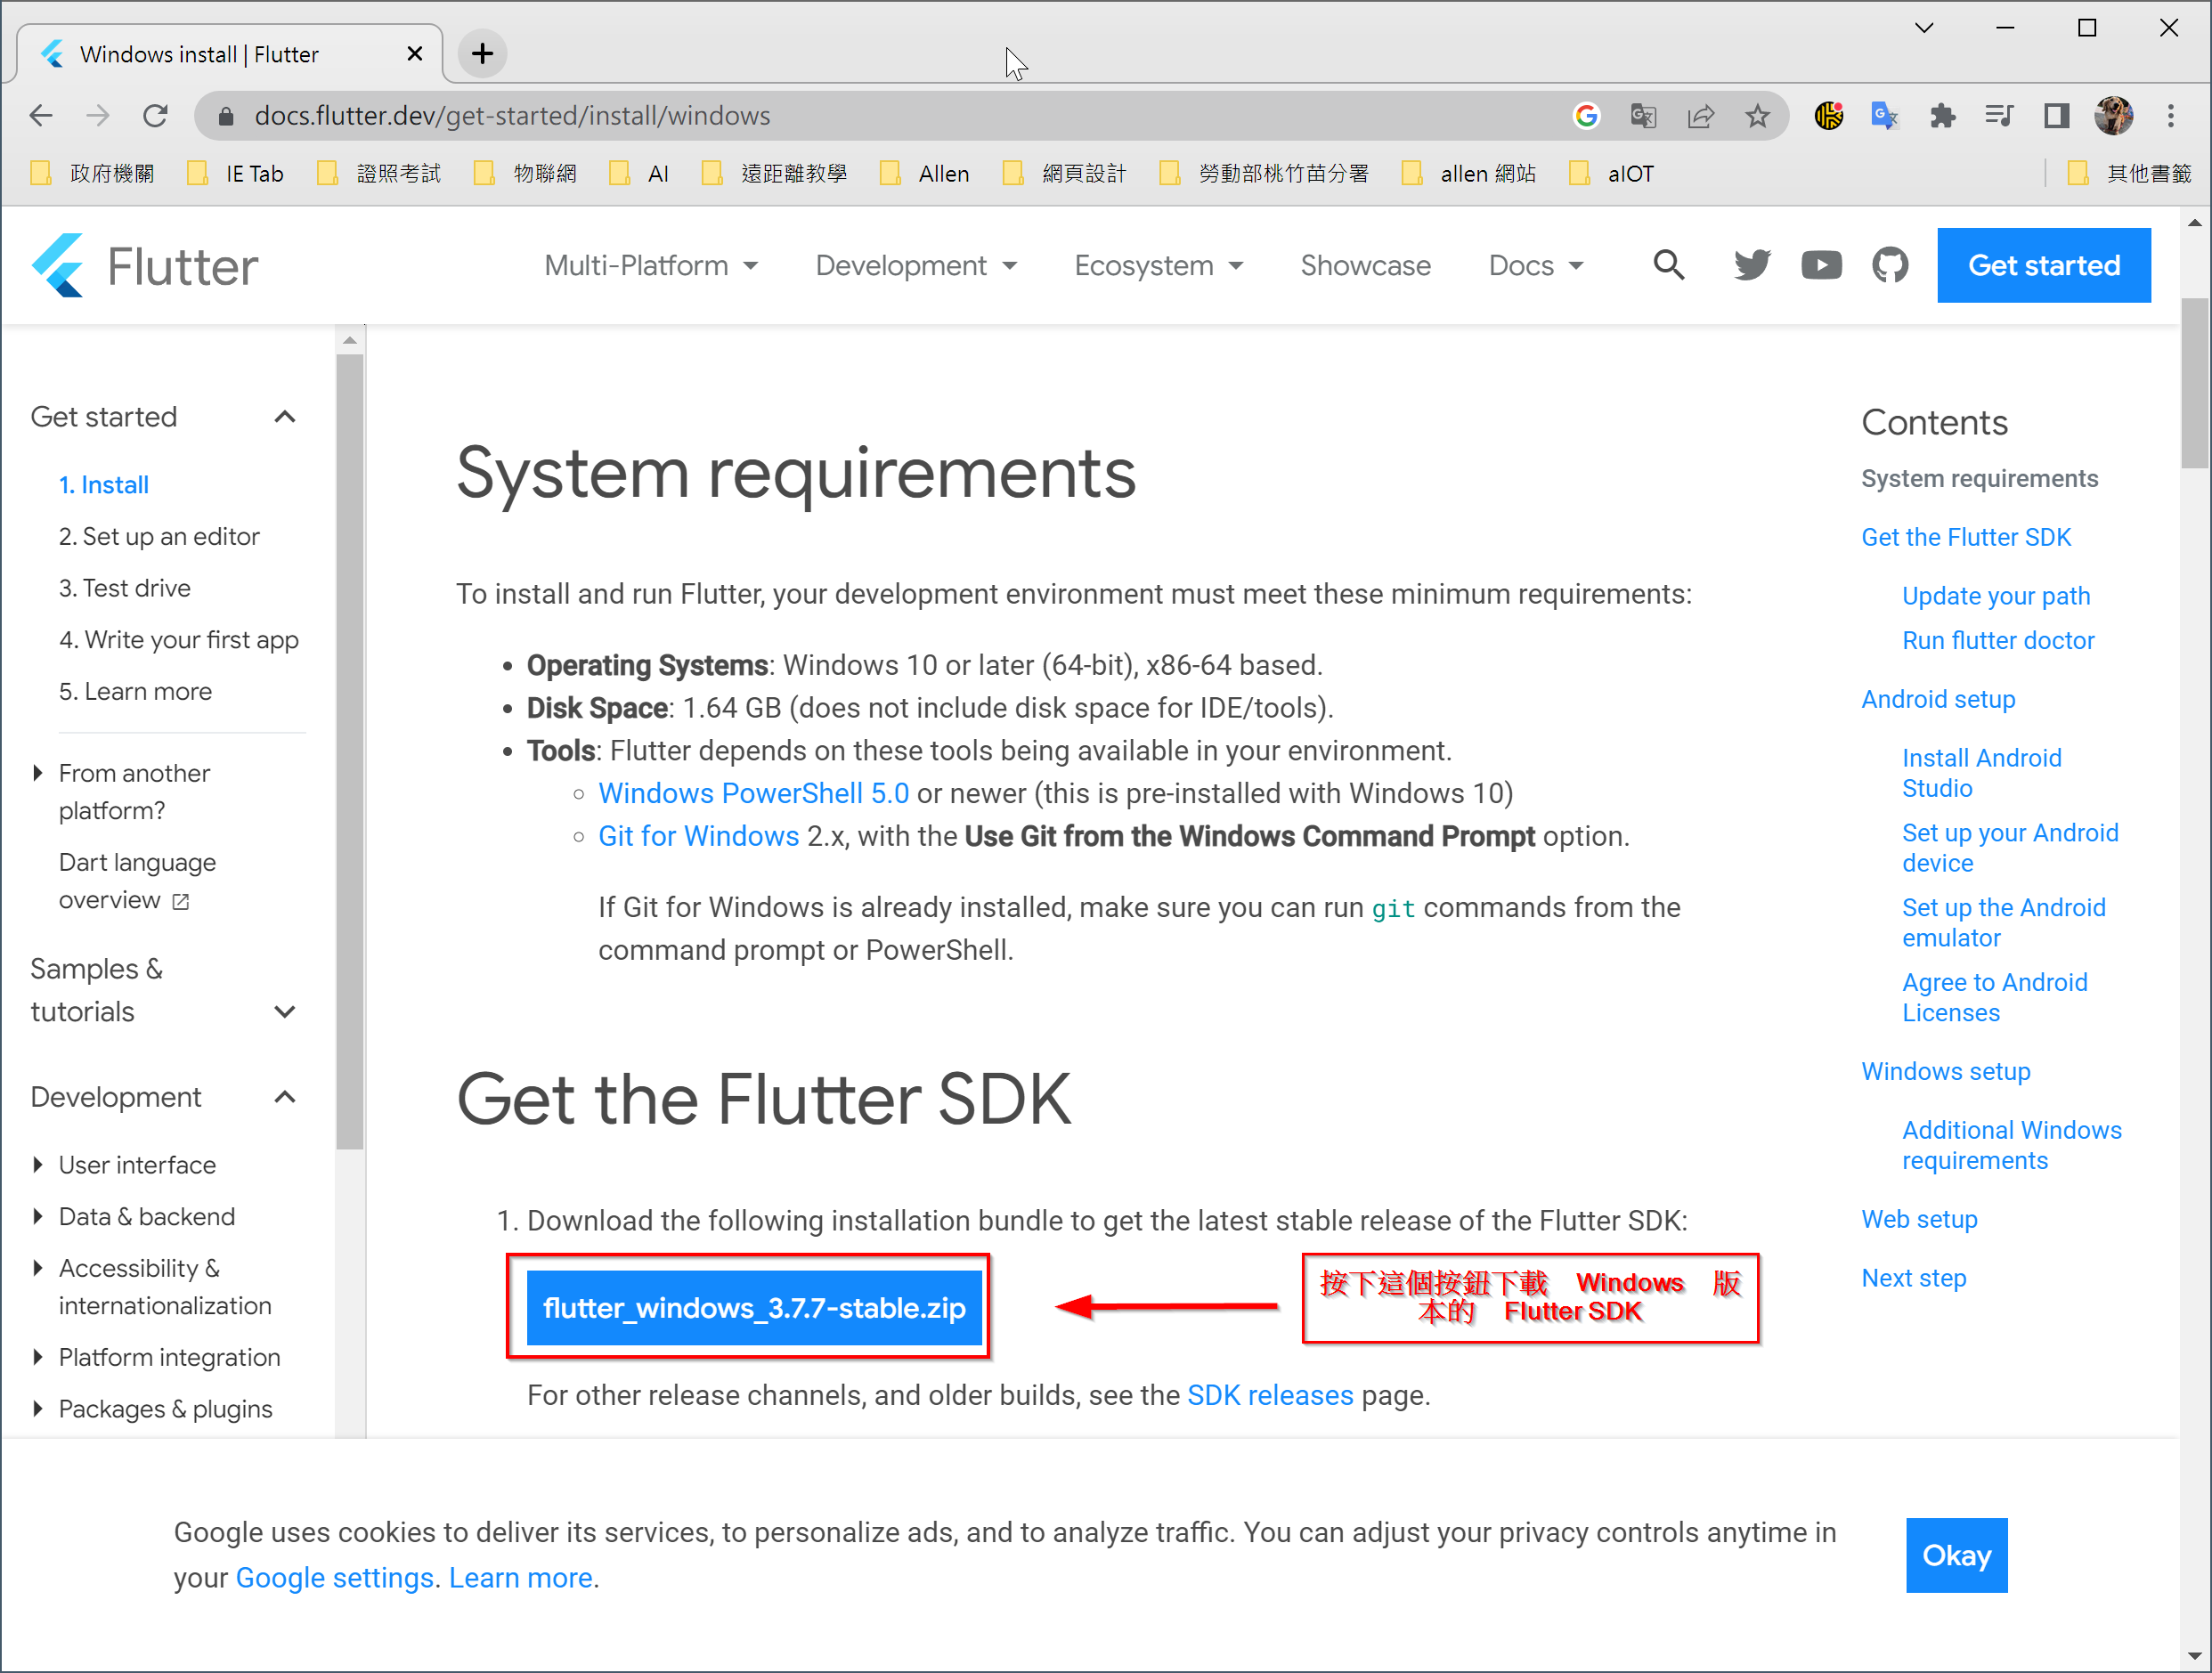 Windows install | Flutter
docs.flutter.dev/get-started/install/windows
政府機關 IE Tab 證照考試 物聯網 AI 遠距離教學 Allen 網頁設計 勞動部桃竹苗分署 allen 網站 aIOT 其他書籤
Flutter Multi-Platform Development Ecosystem Showcase Docs Get started
Get started
1. Install
2. Set up an editor
3. Test drive
4. Write your first app
5. Learn more
From another
platform?
Dart language
overview
Samples &
tutorials
Development
User interface
Data & backend
Accessibility &
internationalization
Platform integration
Packages & plugins
System requirements
To install and run Flutter, your development environment must meet these minimum requirements:
• Operating Systems: Windows 10 or later (64-bit), x86-64 based.
• Disk Space: 1.64 GB (does not include disk space for IDE/tools).
• Tools: Flutter depends on these tools being available in your environment.
◦ Windows PowerShell 5.0 or newer (this is pre-installed with Windows 10)
◦ Git for Windows 2.x, with the Use Git from the Windows Command Prompt option.
If Git for Windows is already installed, make sure you can run git commands from the
command prompt or PowerShell.
Get the Flutter SDK
1. Download the following installation bundle to get the latest stable release of the Flutter SDK:
flutter_windows_3.7.7-stable.zip
按下這個按鈕下載 Windows 版
本的 Flutter SDK
For other release channels, and older builds, see the SDK releases page.
Contents
System requirements
Get the Flutter SDK
Update your path
Run flutter doctor
Android setup
Install Android
Studio
Set up your Android
device
Set up the Android
emulator
Agree to Android
Licenses
Windows setup
Additional Windows
requirements
Web setup
Next step
Google uses cookies to deliver its services, to personalize ads, and to analyze traffic. You can adjust your privacy controls anytime in
your Google settings. Learn more.
Okay